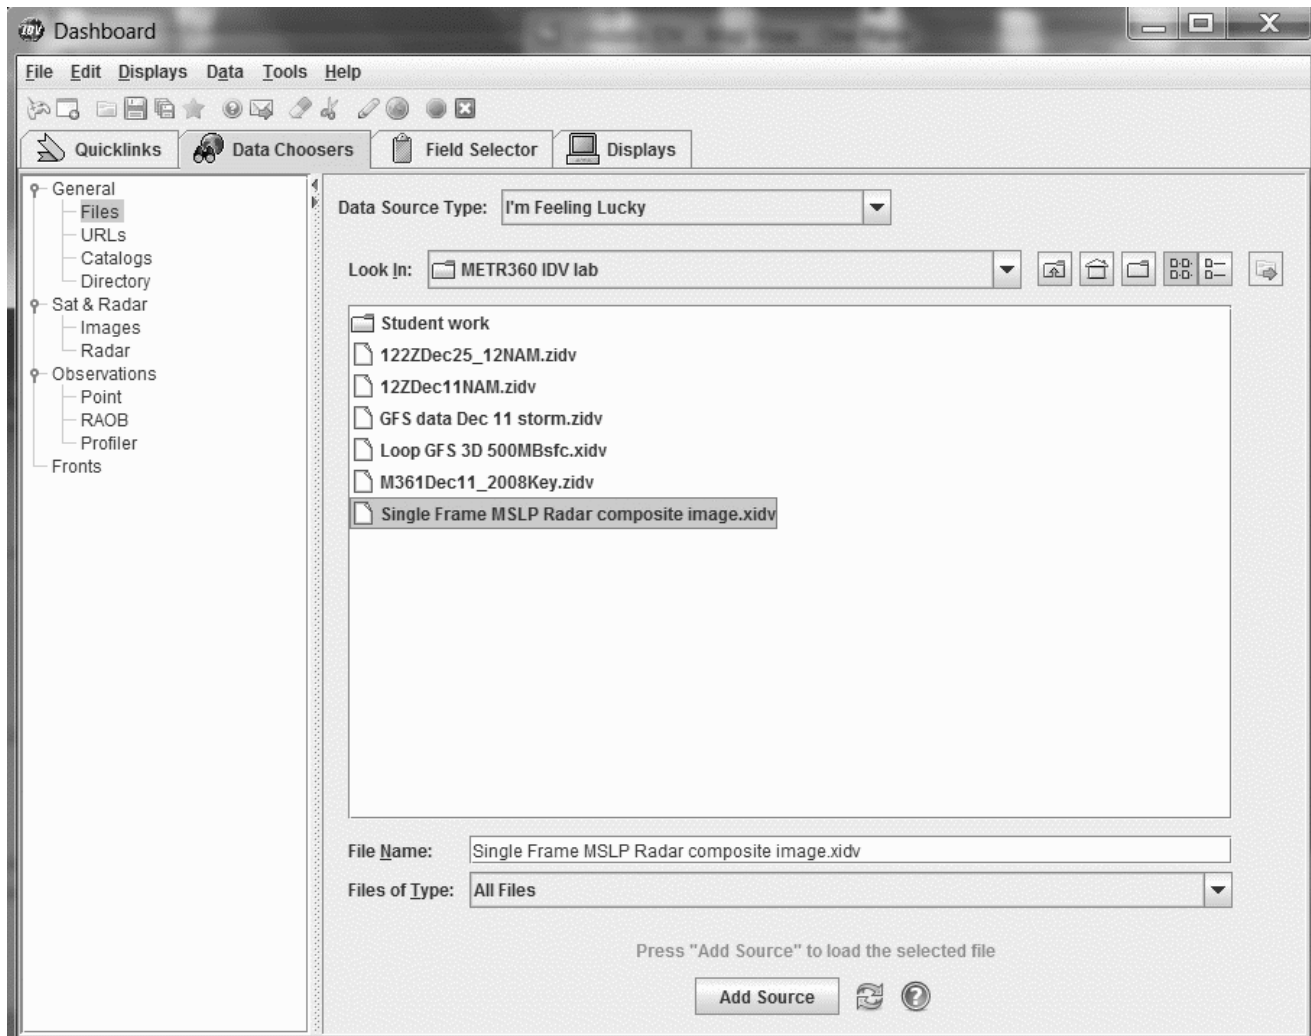 Dashboard
File Edit Displays Data Tools Help
Quicklinks Data Choosers Field Selector Displays
General
Files
URLs
Catalogs
Directory
Sat & Radar
Images
Radar
Observations
Point
RAOB
Profiler
Fronts
Data Source Type: I'm Feeling Lucky
Look In: METR360 IDV lab
Student work
122ZDec25_12NAM.zidv
12ZDec11NAM.zidv
GFS data Dec 11 storm.zidv
Loop GFS 3D 500MBsfc.xidv
M361Dec11_2008Key.zidv
Single Frame MSLP Radar composite image.xidv
File Name: Single Frame MSLP Radar composite image.xidv
Files of Type: All Files
Press "Add Source" to load the selected file
Add Source